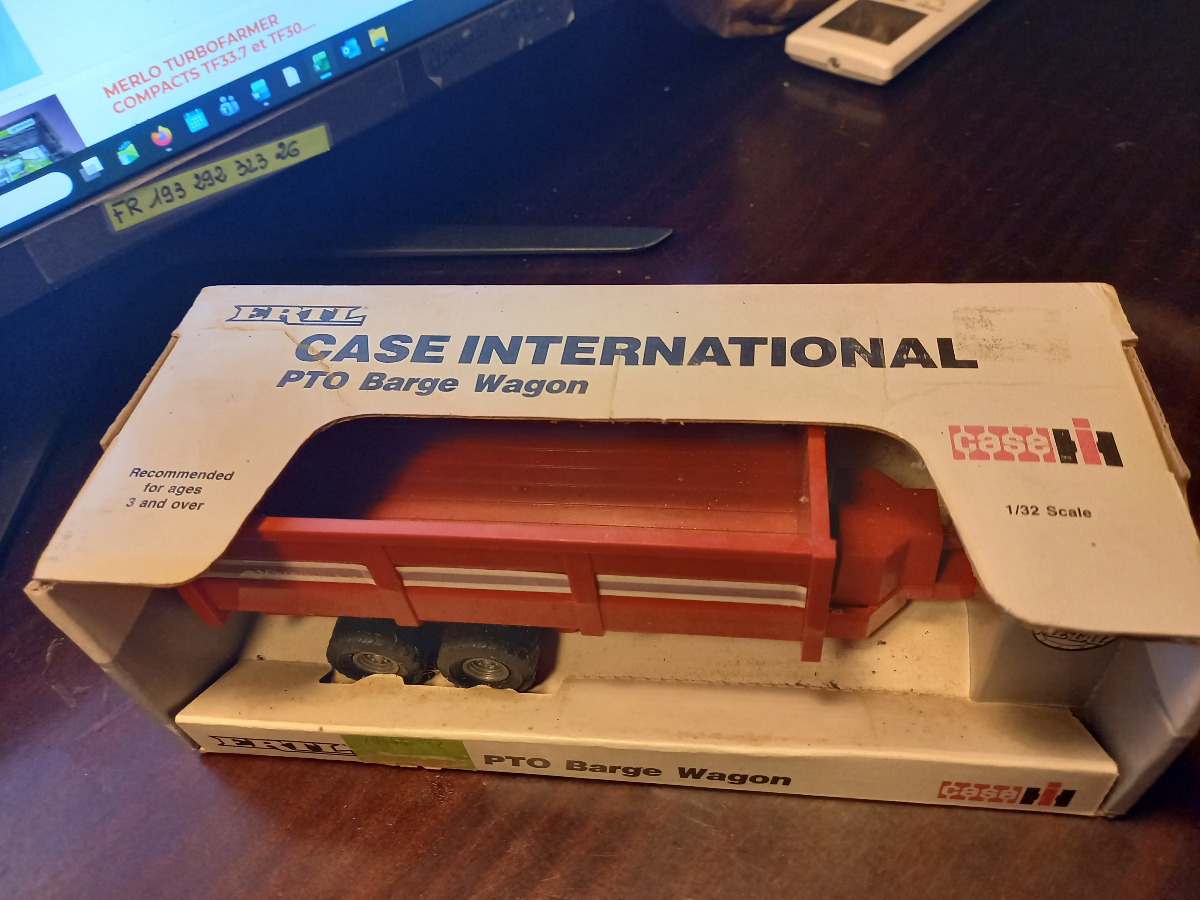 MERLO TURBOFARMER
COMPACTS TF33.7 et TF30....
FR 193 292 323 26
ERTL
CASE INTERNATIONAL
PTO Barge Wagon
case IH
Recommended
for ages
3 and over
1/32 Scale
METAL
ERTL
PTO Barge Wagon
case IH